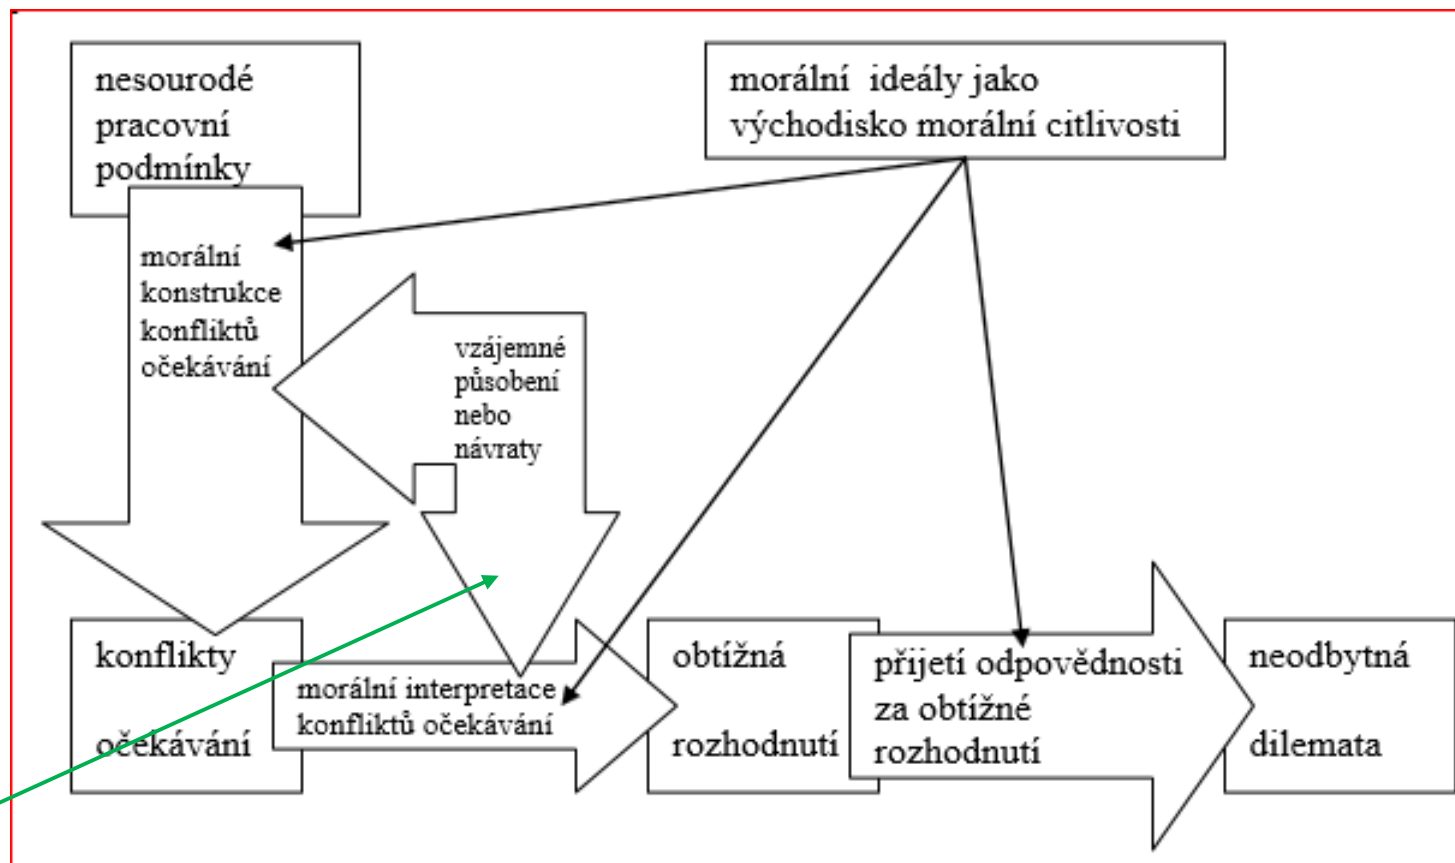 nesourodé
pracovní
podmínky
morální  ideály jako
východisko morální citlivosti
morální
konstrukce
konfliktů
očekávání
vzájemné
působení
nebo
návraty
konflikty
očekávání
morální interpretace
konfliktů očekávání
obtížná
rozhodnutí
přijetí odpovědnosti
za obtížné
rozhodnutí
neodbytná
dilemata